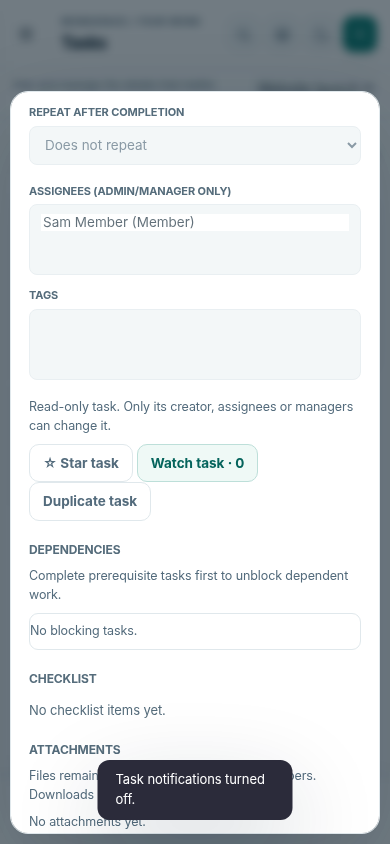 Tasks
REPEAT AFTER COMPLETION
Does not repeat
ASSIGNEES (ADMIN/MANAGER ONLY)
Sam Member (Member)
TAGS
Read-only task. Only its creator, assignees or managers
can change it.
☆ Star task
Watch task · 0
Duplicate task
DEPENDENCIES
Complete prerequisite tasks first to unblock dependent
work.
No blocking tasks.
CHECKLIST
No checklist items yet.
ATTACHMENTS
Files remain
Downloads
No attachments yet.
Task notifications turned
off.